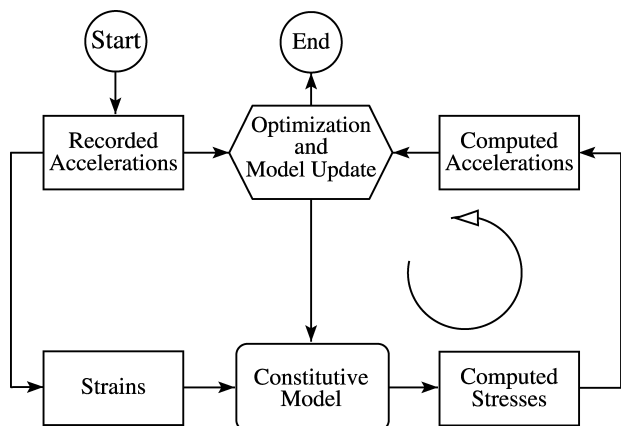 Start
End
Recorded
Accelerations
Optimization
and
Model Update
Computed
Accelerations
Strains
Constitutive
Model
Computed
Stresses